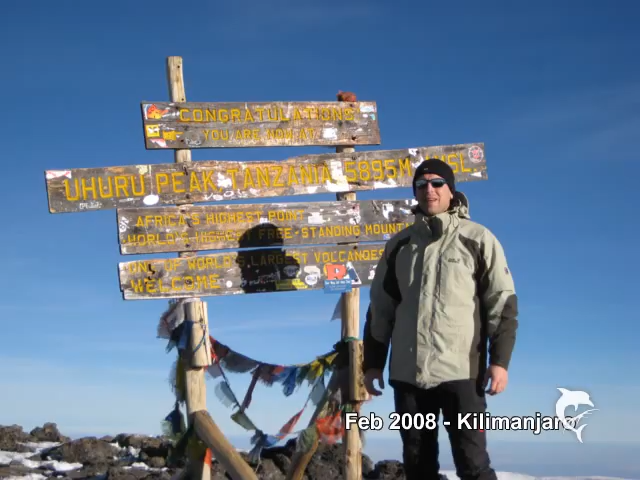 CONGRATULATIONS
YOU ARE NOW AT
UHURU PEAK, TANZANIA, 5895M
AFRICA'S HIGHEST POINT
WORLD'S HIGHEST FREE-STANDING MOUNTAIN
ONE OF WORLD'S LARGEST VOLCANOES
WELCOME
Feb 2008 - Kilimanjaro